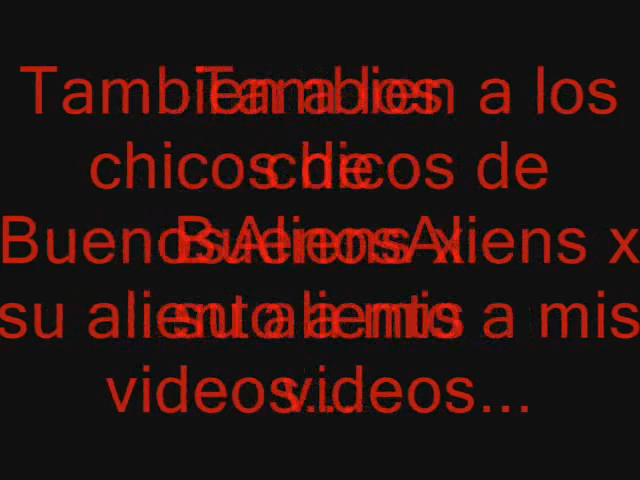 Tambien a los
chicos de
Buenos Aliens x
su aliento a mis
videos...